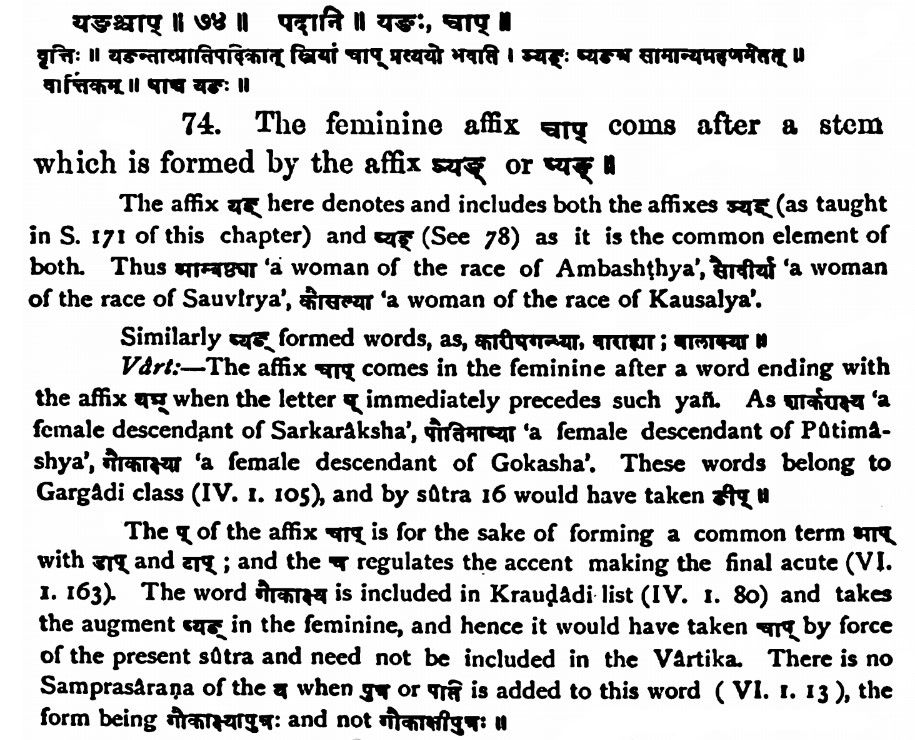 यङश्चाप् ॥ ७४ ॥ पदानि ॥ यङः, चाप् ॥
वृत्तिः ॥ यङन्तात्प्रातिपदिकात् स्त्रियां चाप् प्रत्ययो भवति । ञ्यङः ष्यङश्च सामान्यग्रहणमेतत् ॥
वार्त्तिकम् ॥ षाच्च यञः ॥
74. The feminine affix चाप् coms after a stem
which is formed by the affix ञ्यङ् or ष्यङ् ॥
The affix यङ् here denotes and includes both the affixes ञ्यङ् (as taught
in S. 171 of this chapter) and ष्यङ् (See 78) as it is the common element of
both. Thus आम्बष्ठ्या 'a woman of the race of Ambashṭhya', सौवीर्या 'a woman
of the race of Sauvîrya', कौसल्या 'a woman of the race of Kausalya'.
Similarly ष्यङ् formed words, as, कारीषगन्ध्या, वाराह्या ; बालाक्या ॥
Vârt:—The affix चाप् comes in the feminine after a word ending with
the affix यञ् when the letter ष् immediately precedes such yañ. As शार्कराक्ष्य 'a
female descendant of Sarkarâksha', पौतिमाष्या 'a female descendant of Pûtimâ-
shya', गौकाक्ष्या 'a female descendant of Gokasha'. These words belong to
Gargâdi class (IV. 1. 105), and by sûtra 16 would have taken ङीप् ॥
The प् of the affix चाप् is for the sake of forming a common term आप्
with डाप् and टाप् ; and the च regulates the accent making the final acute (VI.
1. 163). The word गौकाक्ष्य is included in Krauḍâdi list (IV. 1. 80) and takes
the augment ष्यङ् in the feminine, and hence it would have taken चाप् by force
of the present sûtra and need not be included in the Vârtika. There is no
Samprasâraṇa of the य when पुत्र or पति is added to this word ( VI. 1. 13 ), the
form being गौकाक्ष्यापुत्रः and not गौकाक्षीपुत्रः ॥